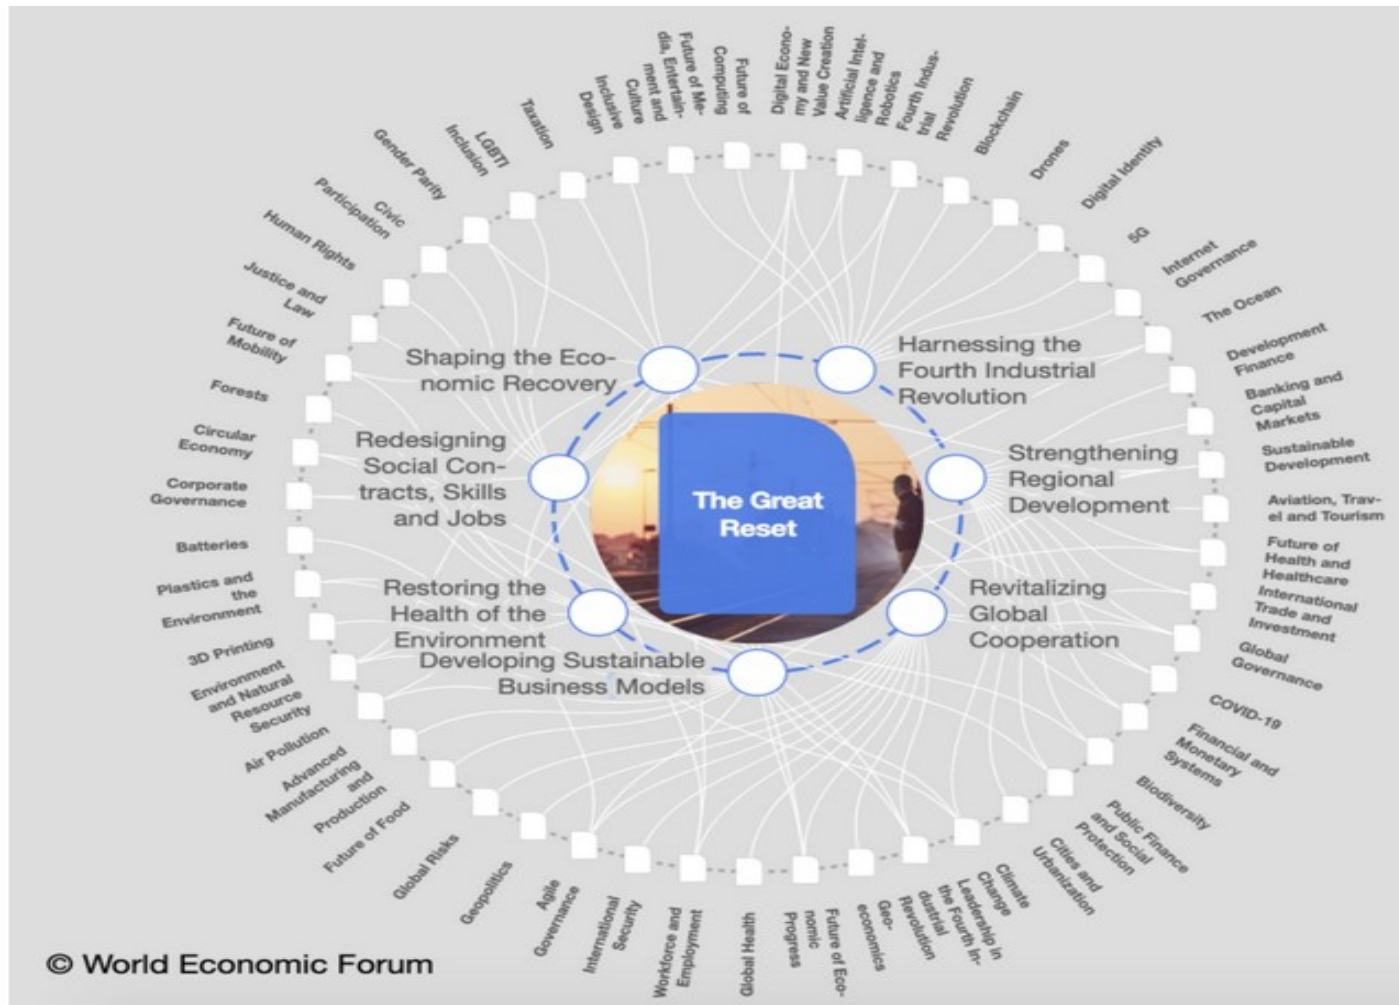 The Great
Reset
Shaping the Eco-
nomic Recovery
Harnessing the
Fourth Industrial
Revolution
Redesigning
Social Con-
tracts, Skills
and Jobs
Strengthening
Regional
Development
Restoring the
Health of the
Environment
Revitalizing
Global
Cooperation
Developing Sustainable
Business Models
Digital Econo-
my and New
Value Creation
Artificial Intel-
ligence and
Robotics
Fourth Indus-
trial
Revolution
Blockchain
Drones
Digital Identity
5G
Internet
Governance
The Ocean
Development
Finance
Banking and
Capital
Markets
Sustainable
Development
Aviation, Trav-
el and Tourism
Future of
Health and
Healthcare
International
Trade and
Investment
Global
Governance
COVID-19
Financial and
Monetary
Systems
Biodiversity
Public Finance
and Social
Protection
Cities and
Urbanization
Climate
Change
Leadership in
the Fourth In-
dustrial
Revolution
Geo-
economics
Future of Eco-
nomic
Progress
Global Health
Workforce and
Employment
International
Security
Agile
Governance
Geopolitics
Global Risks
Future of Food
Advanced
Manufacturing
and
Production
Air Pollution
Environment
and Natural
Resource
Security
3D Printing
Plastics and
the
Environment
Batteries
Corporate
Governance
Circular
Economy
Forests
Future of
Mobility
Justice and
Law
Human Rights
Civic
Participation
Gender Parity
LGBTI
Inclusion
Taxation
Inclusive
Design
Future of Me-
dia, Entertain-
ment and
Culture
Future of
Computing
© World Economic Forum